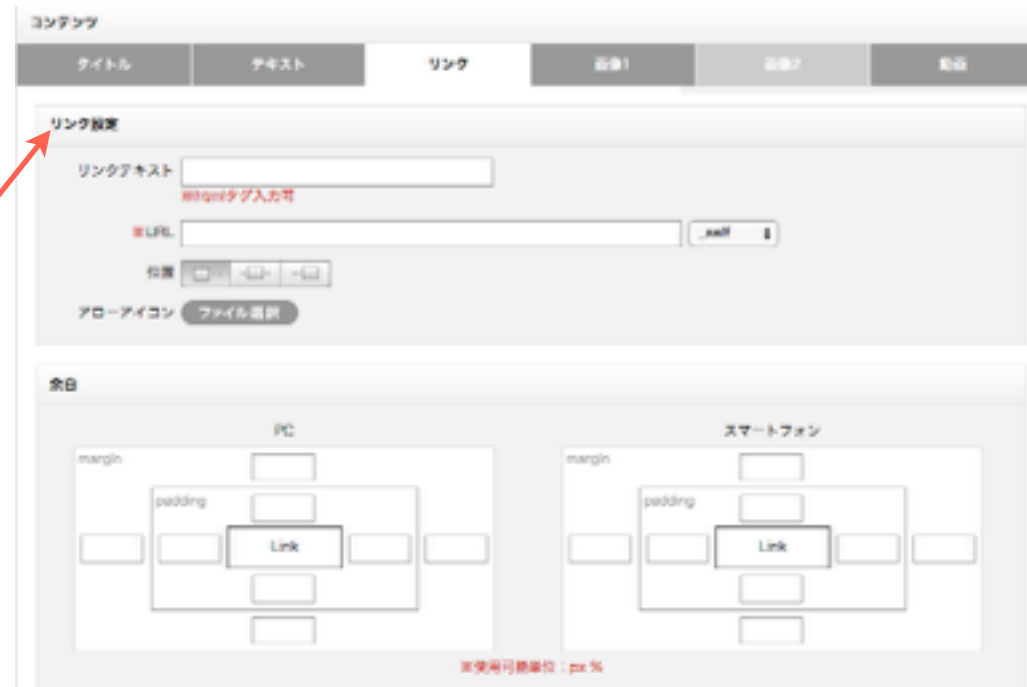 コンテンツ
タイトル テキスト リンク 画像1 画像2 動画
リンク設定
リンクテキスト
※htmlタグ入力可
※URL _self
位置
アローアイコン ファイル選択
余白
PC スマートフォン
margin margin
padding padding
Link Link
※使用可能単位：px %